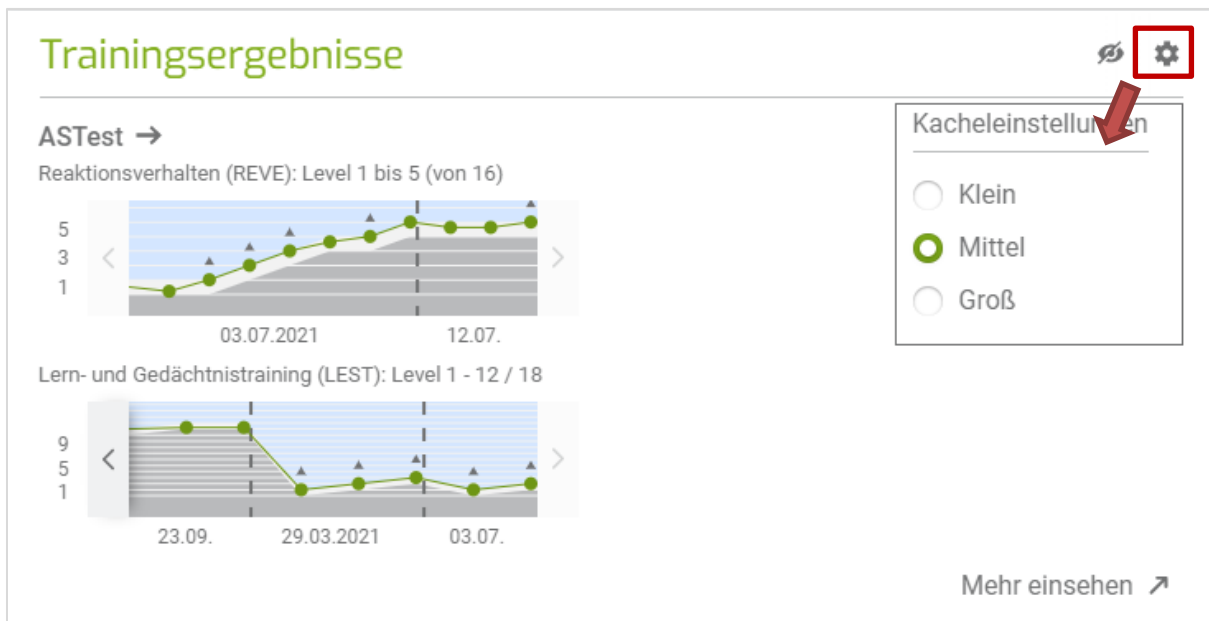 Trainingsergebnisse
ASTest →
Reaktionsverhalten (REVE): Level 1 bis 5 (von 16)
5
3
1
03.07.2021 12.07.
Lern- und Gedächtnistraining (LEST): Level 1 - 12 / 18
9
5
1
23.09. 29.03.2021 03.07.
Kacheleinstellungen
Klein
Mittel
Groß
Mehr einsehen